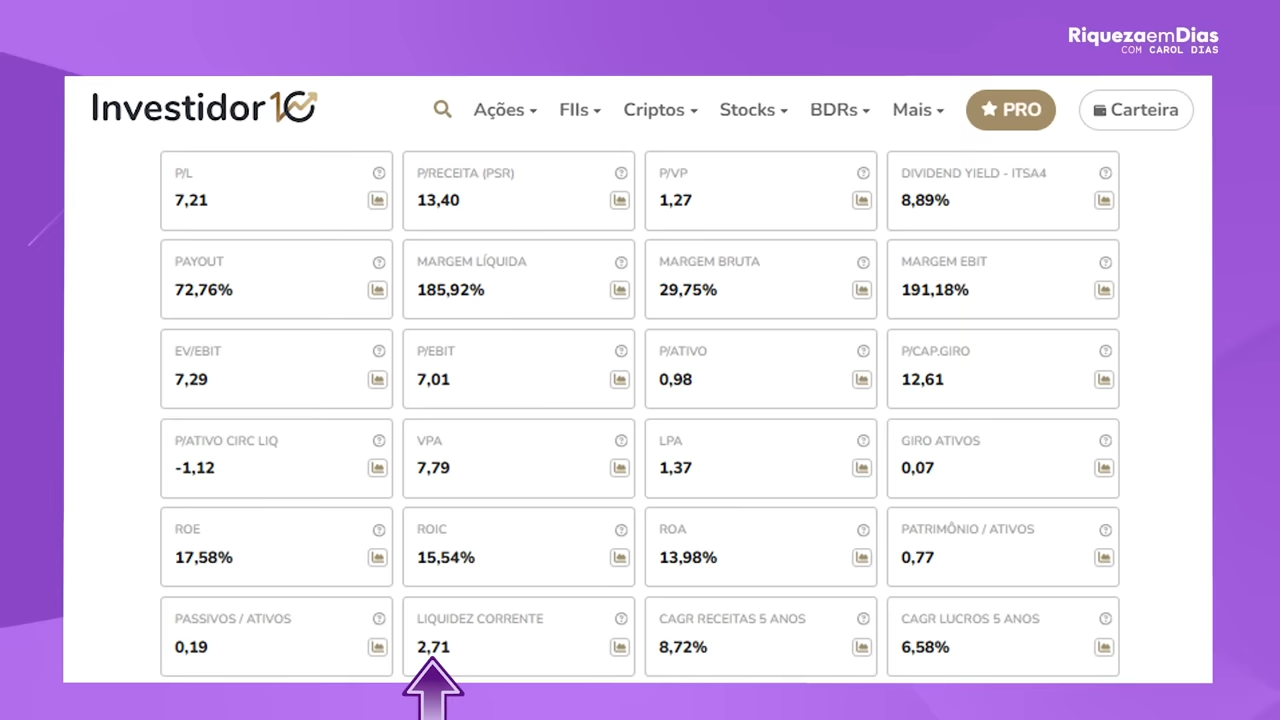 RiquezaemDias
COM CAROL DIAS
Investidor10
Ações
FIIs
Criptos
Stocks
BDRs
Mais
PRO
Carteira
P/L
7,21
P/RECEITA (PSR)
13,40
P/VP
1,27
DIVIDEND YIELD - ITSA4
8,89%
PAYOUT
72,76%
MARGEM LÍQUIDA
185,92%
MARGEM BRUTA
29,75%
MARGEM EBIT
191,18%
EV/EBIT
7,29
P/EBIT
7,01
P/ATIVO
0,98
P/CAP.GIRO
12,61
P/ATIVO CIRC LIQ
-1,12
VPA
7,79
LPA
1,37
GIRO ATIVOS
0,07
ROE
17,58%
ROIC
15,54%
ROA
13,98%
PATRIMÔNIO / ATIVOS
0,77
PASSIVOS / ATIVOS
0,19
LIQUIDEZ CORRENTE
2,71
CAGR RECEITAS 5 ANOS
8,72%
CAGR LUCROS 5 ANOS
6,58%